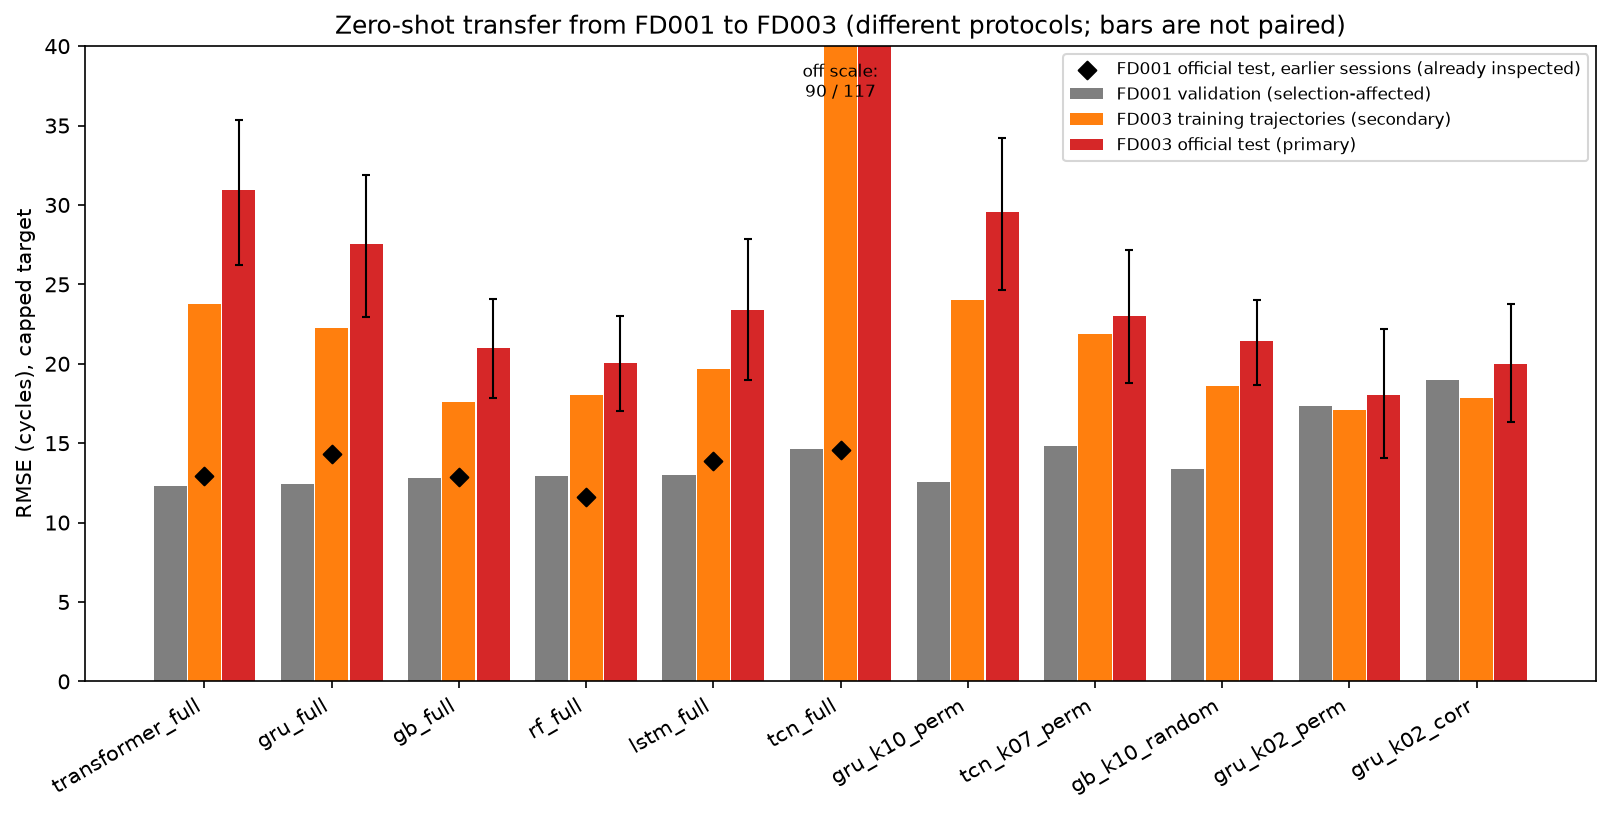 Zero-shot transfer from FD001 to FD003 (different protocols; bars are not paired)
RMSE (cycles), capped target
40
35
30
25
20
15
10
5
0
off scale:
90 / 117
FD001 official test, earlier sessions (already inspected)
FD001 validation (selection-affected)
FD003 training trajectories (secondary)
FD003 official test (primary)
transformer_full
gru_full
gb_full
rf_full
lstm_full
tcn_full
gru_k10_perm
tcn_k07_perm
gb_k10_random
gru_k02_perm
gru_k02_corr